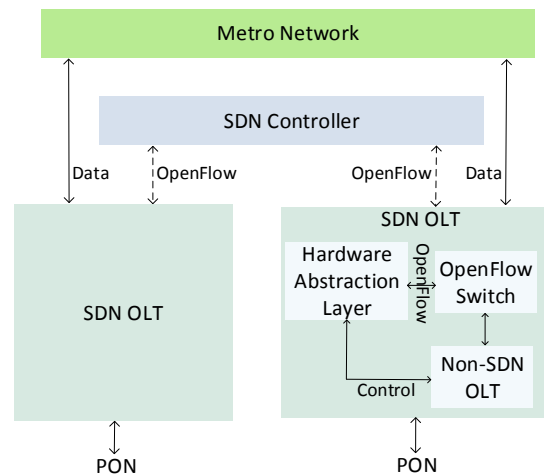 Metro Network
SDN Controller
Data
OpenFlow
OpenFlow
Data
SDN OLT
SDN OLT
Hardware
Abstraction
Layer
OpenFlow
OpenFlow
Switch
Non-SDN
OLT
Control
PON
PON